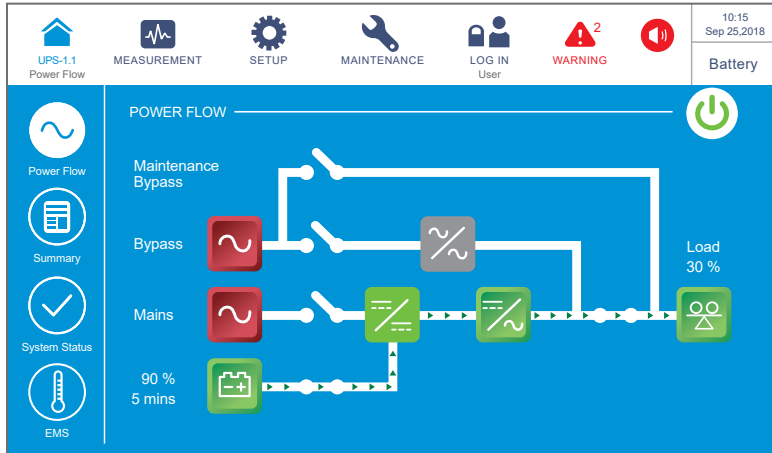 UPS-1.1
Power Flow
MEASUREMENT
SETUP
MAINTENANCE
LOG IN
User
2
WARNING
10:15
Sep 25,2018
Battery
POWER FLOW
Power Flow
Summary
System Status
EMS
Maintenance
Bypass
Bypass
Mains
90 %
5 mins
Load
30 %